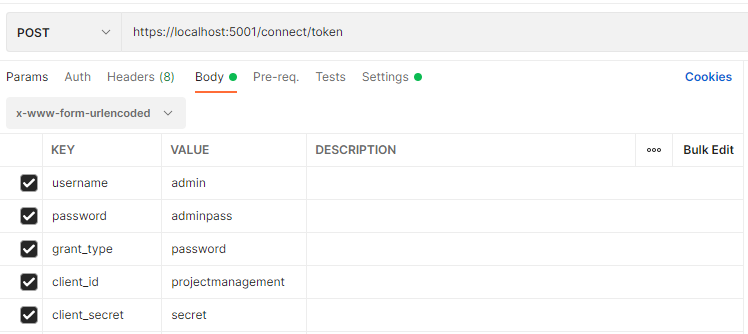 POST https://localhost:5001/connect/token
Params Auth Headers (8) Body Pre-req. Tests Settings Cookies
x-www-form-urlencoded
KEY VALUE DESCRIPTION Bulk Edit
username admin
password adminpass
grant_type password
client_id projectmanagement
client_secret secret